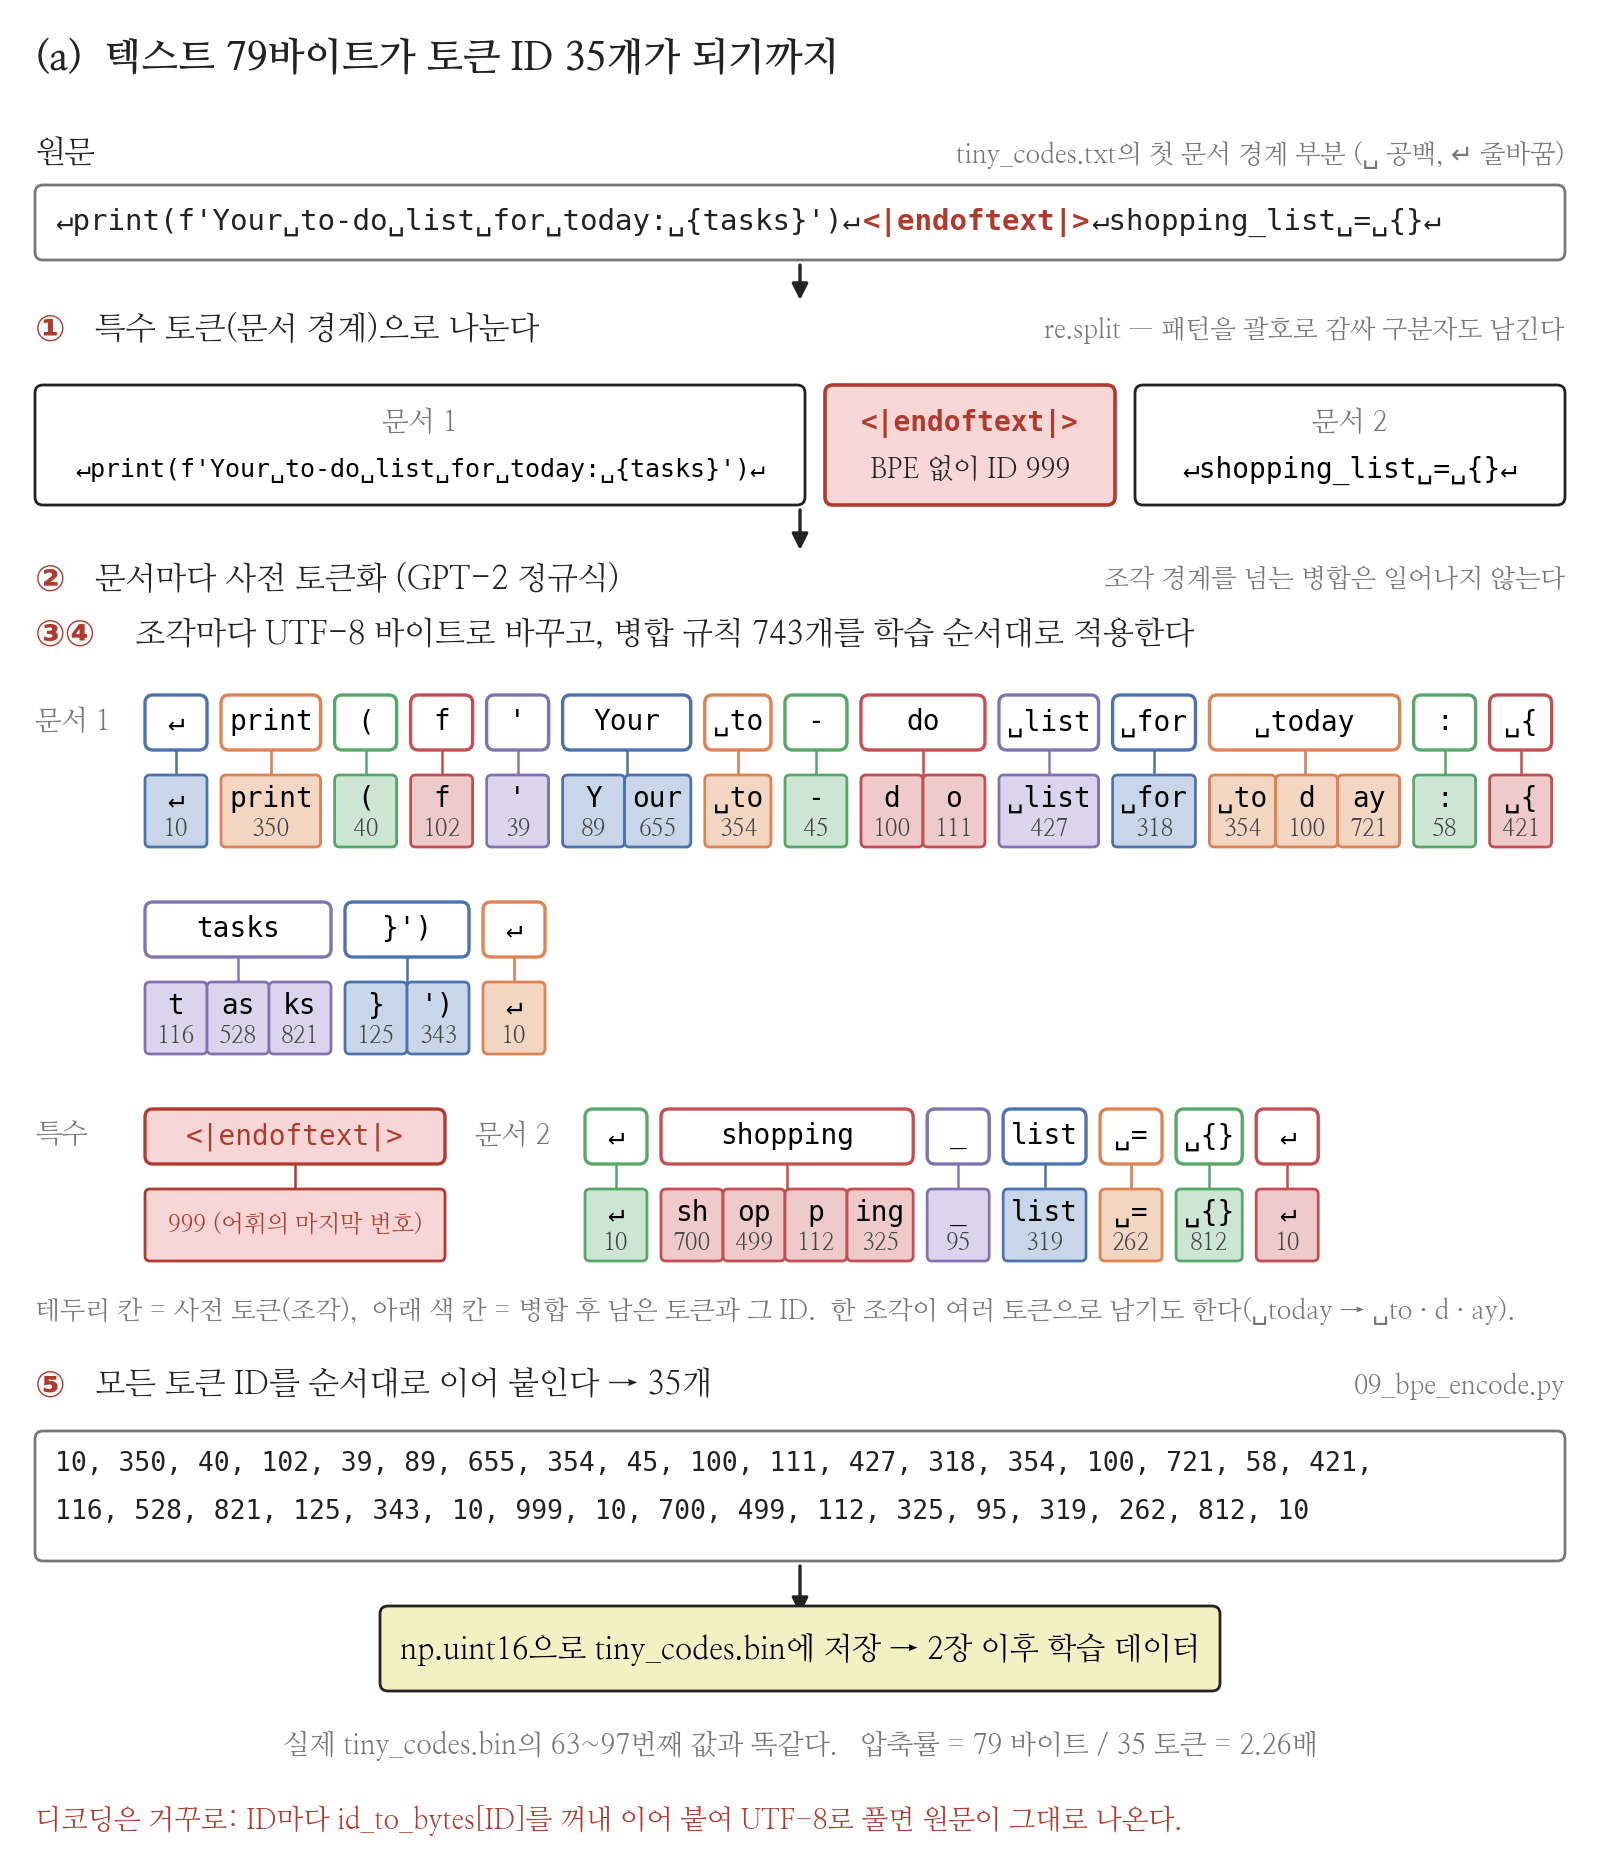 (a) 텍스트 79바이트가 토큰 ID 35개가 되기까지
원문
tiny_codes.txt의 첫 문서 경계 부분 (␣ 공백, ↵ 줄바꿈)
↵print(f'Your␣to-do␣list␣for␣today:␣{tasks}')↵<|endoftext|>↵shopping_list␣=␣{}↵
① 특수 토큰(문서 경계)으로 나눈다
re.split — 패턴을 괄호로 감싸 구분자도 남긴다
문서 1
↵print(f'Your␣to-do␣list␣for␣today:␣{tasks}')↵
<|endoftext|>
BPE 없이 ID 999
문서 2
↵shopping_list␣=␣{}↵
② 문서마다 사전 토큰화 (GPT-2 정규식)
조각 경계를 넘는 병합은 일어나지 않는다
③④ 조각마다 UTF-8 바이트로 바꾸고, 병합 규칙 743개를 학습 순서대로 적용한다
문서 1 ↵ print ( f ' Your ␣to - do ␣list ␣for ␣today : ␣{
↵ print ( f ' Y our ␣to - d o ␣list ␣for ␣to d ay : ␣{
10 350 40 102 39 89 655 354 45 100 111 427 318 354 100 721 58 421
tasks }') ↵
t as ks } ') ↵
116 528 821 125 343 10
특수 <|endoftext|>
999 (어휘의 마지막 번호)
문서 2 ↵ shopping _ list ␣= ␣{} ↵
↵ sh op p ing _ list ␣= ␣{} ↵
10 700 499 112 325 95 319 262 812 10
테두리 칸 = 사전 토큰(조각), 아래 색 칸 = 병합 후 남은 토큰과 그 ID. 한 조각이 여러 토큰으로 남기도 한다(␣today → ␣to · d · ay).
⑤ 모든 토큰 ID를 순서대로 이어 붙인다 → 35개
09_bpe_encode.py
10, 350, 40, 102, 39, 89, 655, 354, 45, 100, 111, 427, 318, 354, 100, 721, 58, 421,
116, 528, 821, 125, 343, 10, 999, 10, 700, 499, 112, 325, 95, 319, 262, 812, 10
np.uint16으로 tiny_codes.bin에 저장 → 2장 이후 학습 데이터
실제 tiny_codes.bin의 63~97번째 값과 똑같다. 압축률 = 79 바이트 / 35 토큰 = 2.26배
디코딩은 거꾸로: ID마다 id_to_bytes[ID]를 꺼내 이어 붙여 UTF-8로 풀면 원문이 그대로 나온다.